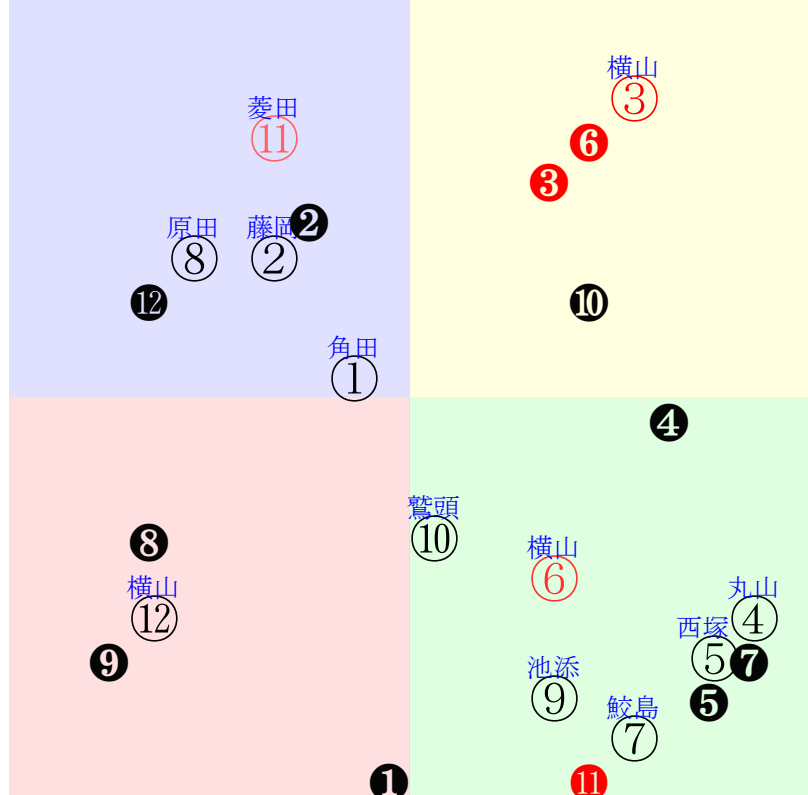 横山
③
菱田
⑪
❻
❸
原田
藤岡
❷
⑧
②
⓬
❿
角田
①
❹
鷲頭
⑩
❽
横山
⑥
横山
⑫
丸山
④
西塚
⑤
❼
❾
池添
⑨
❺
鮫島
⑦
❶
⓫